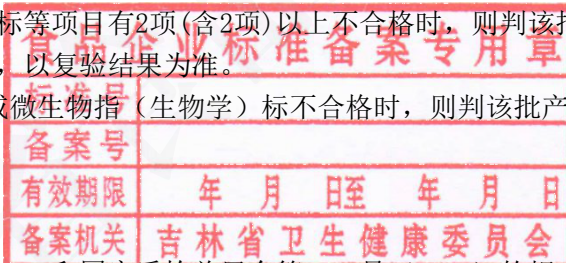 标等项目有2项(含2项)以上不合格时，则判该批
食品企业标准备案专用章
，以复验结果为准。
标准号
或微生物指（生物学）标不合格时，则判该批产
备案号
有效期限 年 月 日至 年 月 日
备案机关 吉林省卫生健康委员会